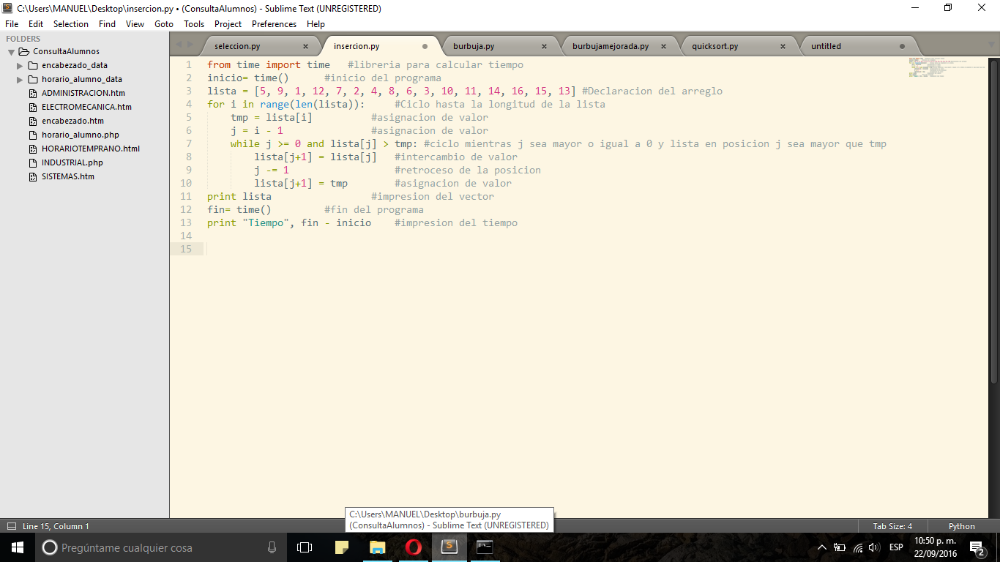 C:\Users\MANUEL\Desktop\insercion.py • (ConsultaAlumnos) - Sublime Text (UNREGISTERED)
File Edit Selection Find View Goto Tools Project Preferences Help
FOLDERS
ConsultaAlumnos
encabezado_data
horario_alumno_data
ADMINISTRACION.htm
ELECTROMECANICA.htm
encabezado.htm
horario_alumno.php
HORARIOTEMPRANO.html
INDUSTRIAL.php
SISTEMAS.htm
seleccion.py insercion.py burbuja.py burbujamejorada.py quicksort.py untitled
1 from time import time   #libreria para calcular tiempo
2 inicio= time()      #inicio del programa
3 lista = [5, 9, 1, 12, 7, 2, 4, 8, 6, 3, 10, 11, 14, 16, 15, 13] #Declaracion del arreglo
4 for i in range(len(lista)):     #Ciclo hasta la longitud de la lista
5     tmp = lista[i]          #asignacion de valor
6     j = i - 1               #asignacion de valor
7     while j >= 0 and lista[j] > tmp: #ciclo mientras j sea mayor o igual a 0 y lista en posicion j sea mayor que tmp
8         lista[j+1] = lista[j]   #intercambio de valor
9         j -= 1                  #retroceso de la posicion
10         lista[j+1] = tmp        #asignacion de valor
11 print lista                 #impresion del vector
12 fin= time()         #fin del programa
13 print "Tiempo", fin - inicio    #impresion del tiempo
14
15
C:\Users\MANUEL\Desktop\burbuja.py
(ConsultaAlumnos) - Sublime Text (UNREGISTERED)
Line 15, Column 1 Tab Size: 4 Python
Pregúntame cualquier cosa
ESP
10:50 p. m.
22/09/2016
2